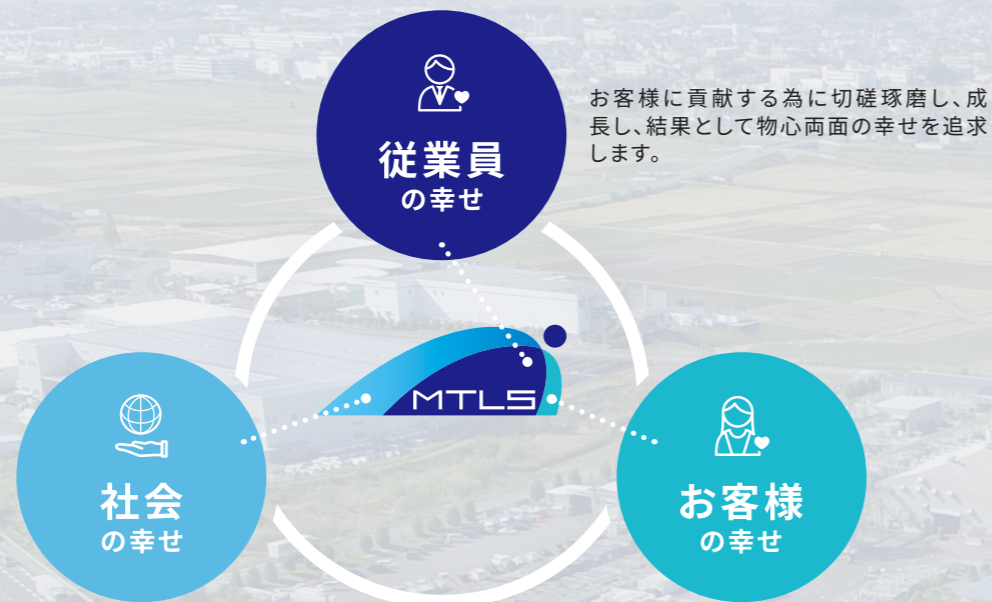 従業員
の幸せ
お客様に貢献する為に切磋琢磨し、成
長し、結果として物心両面の幸せを追求
します。
MTLS
社会
の幸せ
お客様
の幸せ